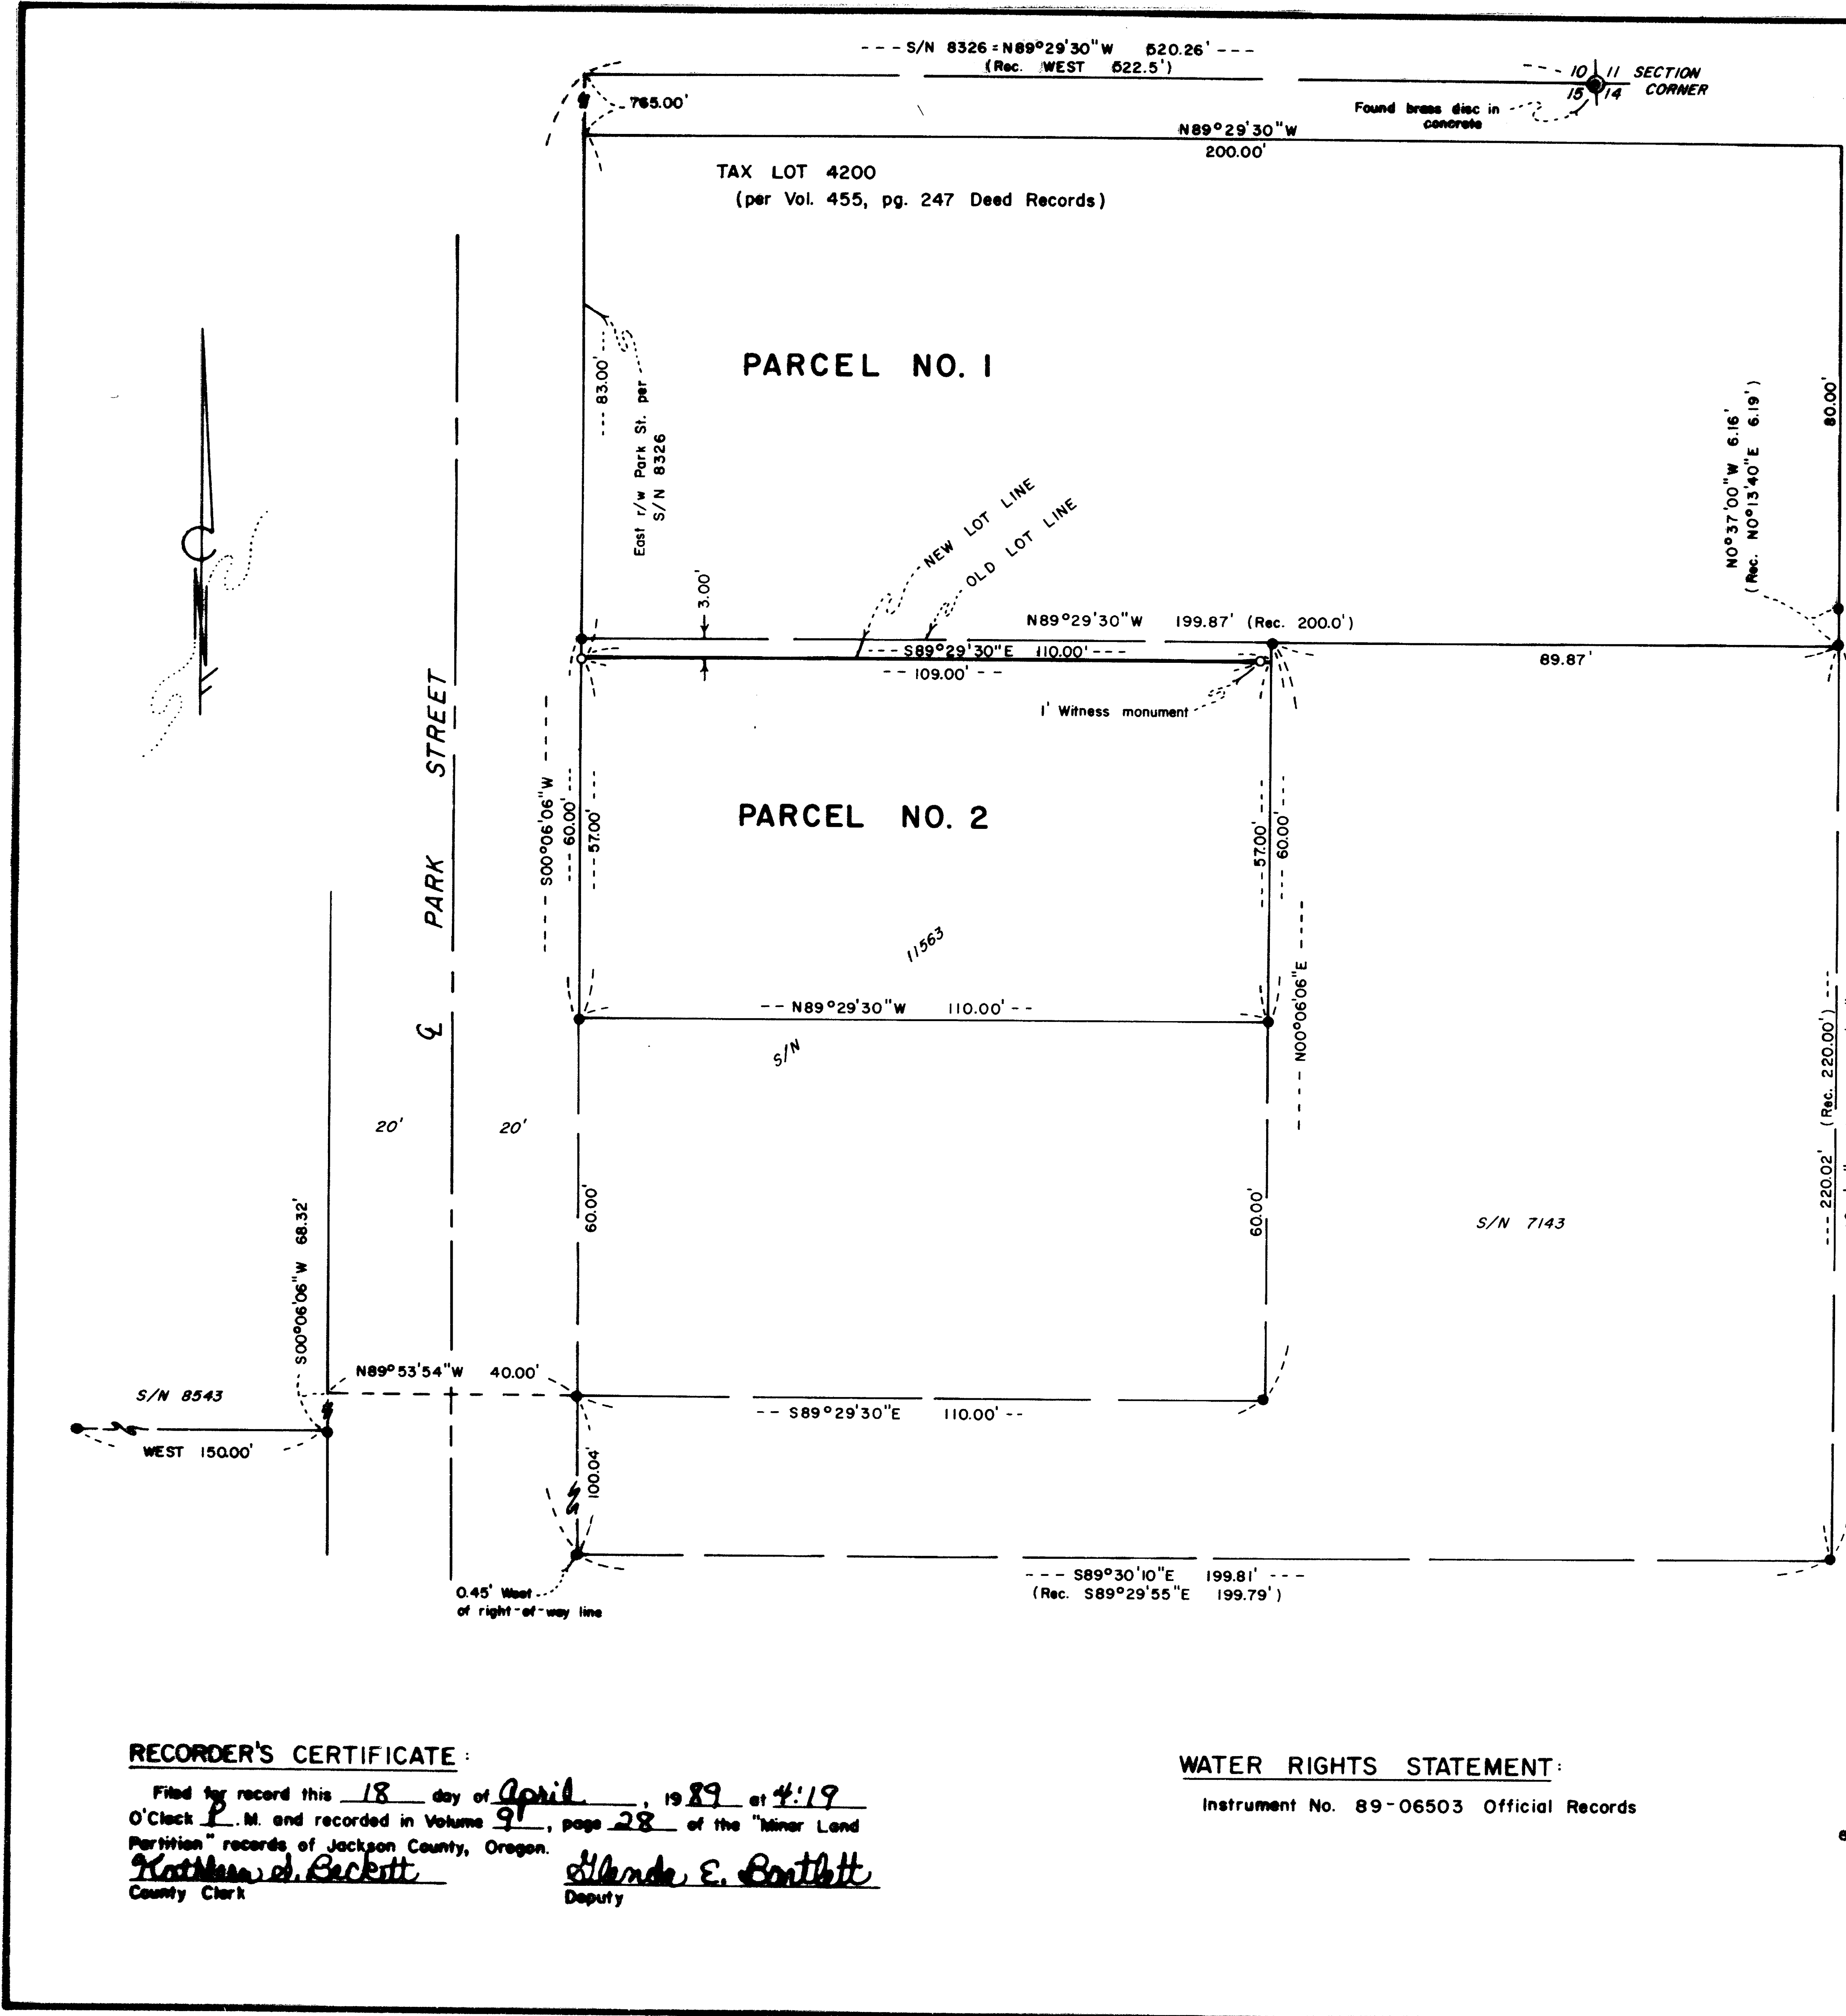 --- S/N 8326 = N89°29'30"W 520.26' ---
(Rec. WEST 522.5')
10 11 SECTION
15 14 CORNER
Found brass disc in
concrete
765.00'
N89°29'30"W
200.00'
TAX LOT 4200
(per Vol. 455, pg. 247 Deed Records)
PARCEL NO. 1
83.00'
East r/w Park St. per
S/N 8326
80.00'
N0°37'00"W 6.16'
(Rec. N0°13'40"E 6.19')
NEW LOT LINE
OLD LOT LINE
3.00'
N89°29'30"W 199.87' (Rec. 200.0')
S89°29'30"E 110.00'
109.00'
89.87'
1' Witness monument
N
PARK STREET
℄
S00°06'06"W
60.00'
57.00'
PARCEL NO. 2
57.00'
60.00'
N00°06'06"E
11563
N89°29'30"W 110.00'
S/N
20'
20'
60.00'
60.00'
S/N 7143
220.02' (Rec. 220.00')
S00°06'06"W 68.32'
N89°53'54"W 40.00'
S/N 8543
WEST 150.00'
S89°29'30"E 110.00'
100.04'
0.45' West
of right-of-way line
S89°30'10"E 199.81'
(Rec. S89°29'55"E 199.79')
RECORDER'S CERTIFICATE:
Filed for record this 18 day of April, 1989 at 4:19
O'Clock P.M. and recorded in Volume 9, page 28 of the "Minor Land
Partition" records of Jackson County, Oregon.
Kathleen S. Beckett Glenda E. Bartlett
County Clerk Deputy
WATER RIGHTS STATEMENT:
Instrument No. 89-06503 Official Records